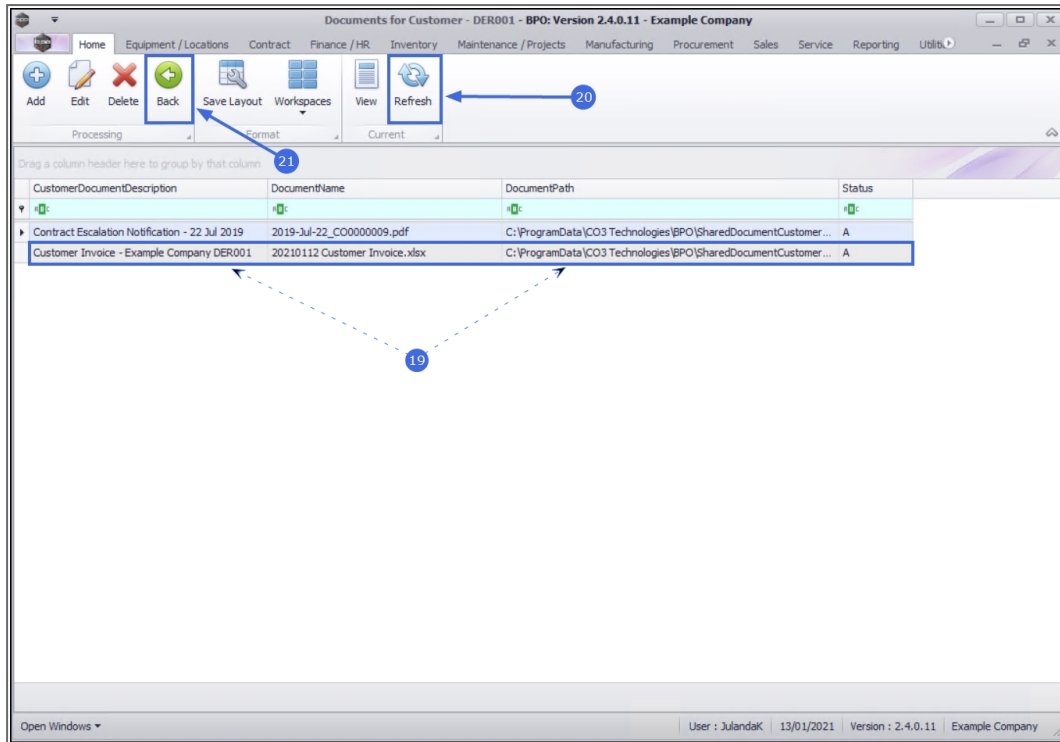 Documents for Customer - DER001 - BPO: Version 2.4.0.11 - Example Company
Home Equipment / Locations Contract Finance / HR Inventory Maintenance / Projects Manufacturing Procurement Sales Service Reporting
Add Edit Delete Back Save Layout Workspaces View Refresh
20
Processing Format Current
21
Drag a column header here to group by that column
CustomerDocumentDescription DocumentName DocumentPath Status
Contract Escalation Notification - 22 Jul 2019 2019-Jul-22_CO0000009.pdf C:\ProgramData\CO3 Technologies\BPO\SharedDocumentCustomer... A
Customer Invoice - Example Company DER001 20210112 Customer Invoice.xlsx C:\ProgramData\CO3 Technologies\BPO\SharedDocumentCustomer... A
19
Open Windows User : JulandaK 13/01/2021 Version : 2.4.0.11 Example Company